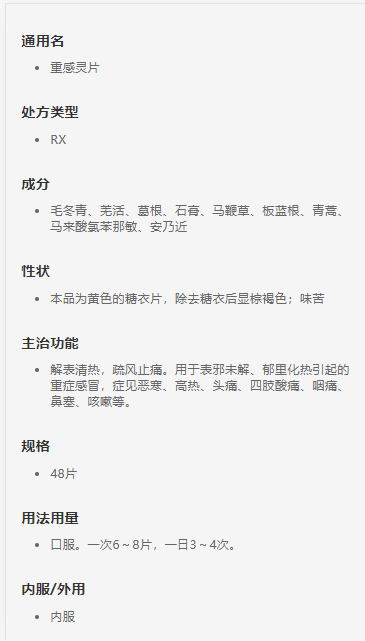 通用名
重感灵片
处方类型
RX
成分
毛冬青、羌活、葛根、石膏、马鞭草、板蓝根、青蒿、
马来酸氯苯那敏、安乃近
性状
本品为黄色的糖衣片，除去糖衣后显棕褐色；味苦
主治功能
解表清热，疏风止痛。用于表邪未解、郁里化热引起的
重症感冒，症见恶寒、高热、头痛、四肢酸痛、咽痛、
鼻塞、咳嗽等。
规格
48片
用法用量
口服。一次6～8片，一日3～4次。
内服/外用
内服